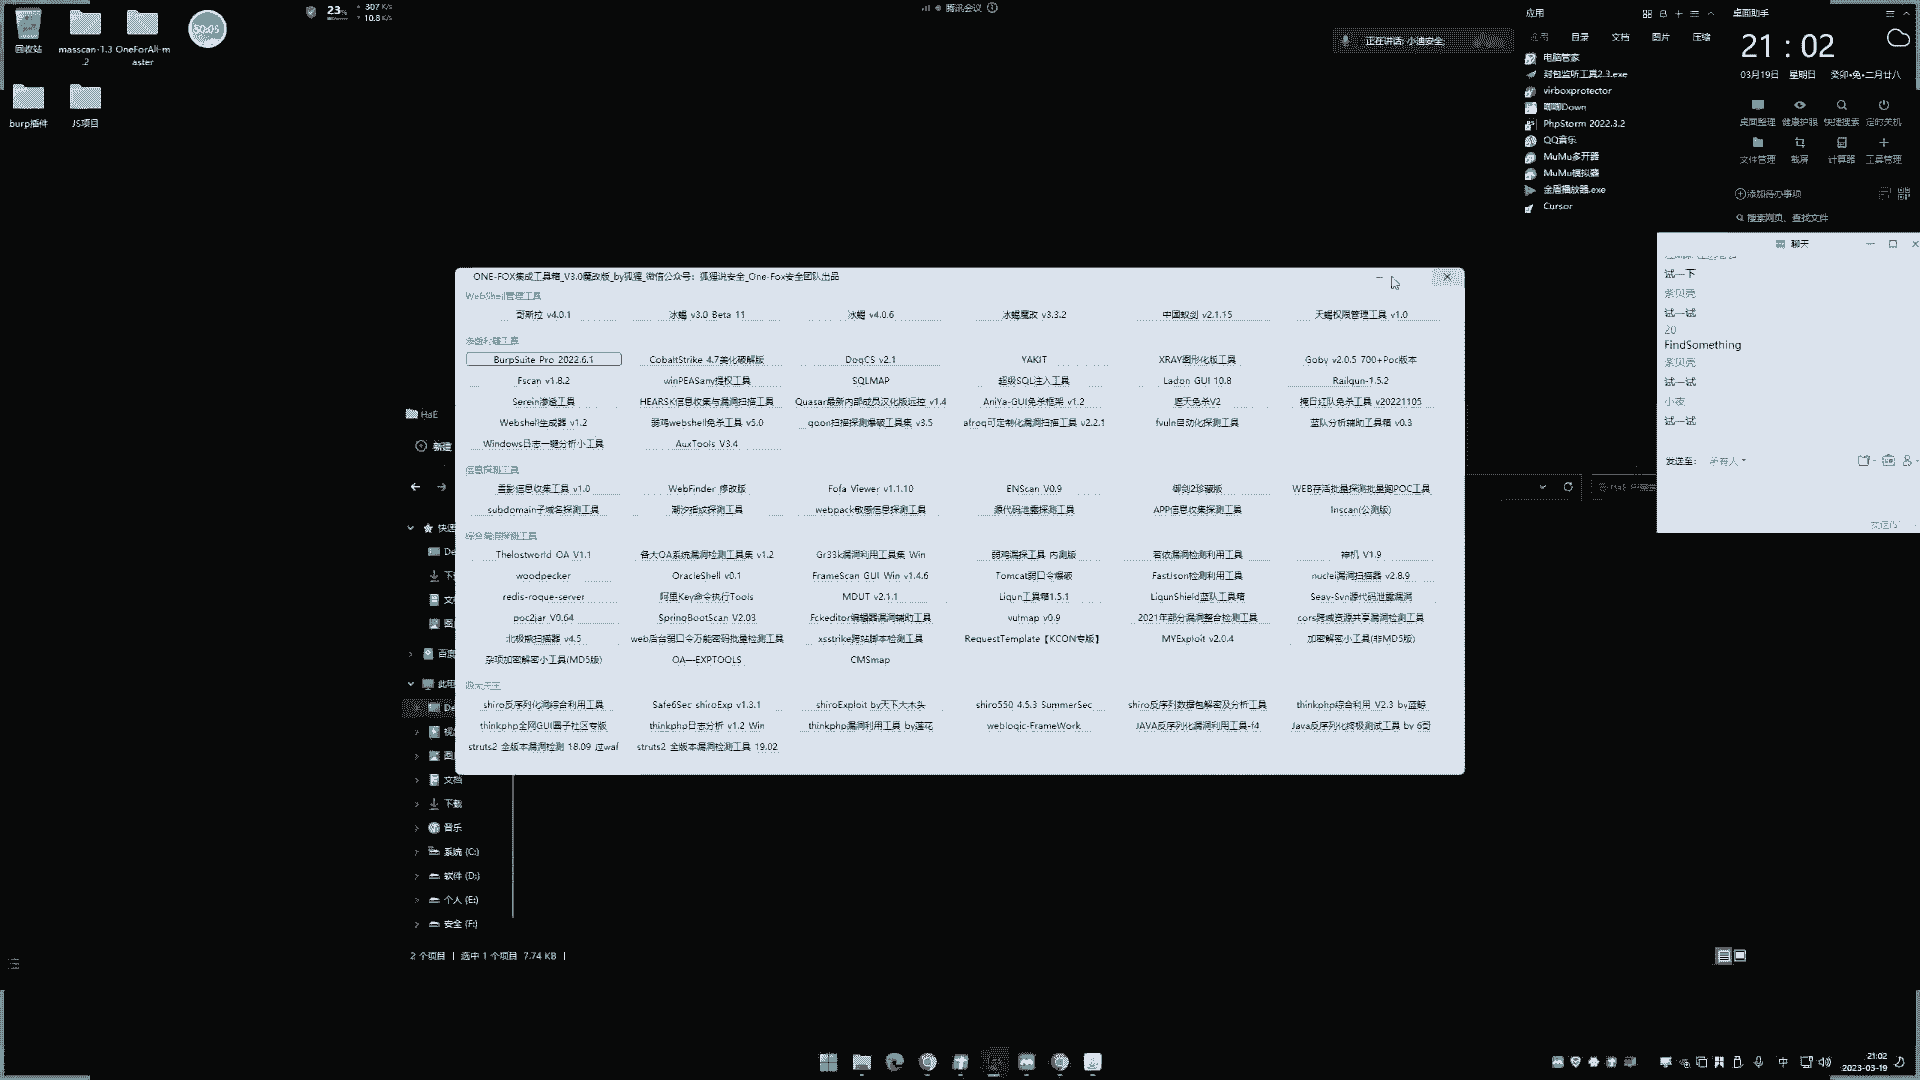 回收站
masscan-1.3.2
OneForAll-master
50:05
burp插件
JS项目
23%
307 K/s
10.8 K/s
腾讯会议
正在讲话: 小迪安全;
应用
目录
文档
图片
压缩
电脑管家
封包监听工具2.3.exe
virboxprotector
唧唧Down
PhpStorm 2022.3.2
QQ音乐
MuMu多开器
MuMu模拟器
金盾播放器.exe
Cursor
桌面助手
21 : 02
03月19日 星期日 癸卯•兔•二月廿八
桌面整理 健康护眼 快捷搜索 定时关机
文件管理 截屏 计算器 工具管理
添加待办事项
搜索网页、查找文件
聊天
试一下
紫贝壳
试一试
20
FindSomething
紫贝壳
试一试
小夜
试一试
发送至: 所有人
ONE-FOX集成工具箱_V3.0魔改版_by狐狸_微信公众号：狐狸说安全_One-Fox安全团队出品
WebShell管理工具
哥斯拉 v4.0.1
冰蝎 v3.0 Beta 11
冰蝎 v4.0.6
冰蝎魔改 v3.3.2
中国蚁剑 v2.1.15
天蝎权限管理工具 v1.0
BurpSuite Pro 2022.6.1
CobaltStrike 4.7美化破解版
DogCS v2.1
YAKIT
XRAY图形化版工具
Goby v2.0.5 700+Poc版本
Fscan v1.8.2
winPEASany提权工具
SQLMAP
超级SQL注入工具
Ladon GUI 10.8
Railgun-1.5.2
Serein渗透工具
HEARSK信息收集与漏洞扫描工具
Quasar最新内部成员汉化版远控 v1.4
AniYa-GUI免杀框架 v1.2
遮天免杀V2
掩日红队免杀工具 v20221105
Webshell生成器 v1.2
弱鸡webshell免杀工具 v5.0
qoon扫描探测爆破工具集 v3.5
afrog可定制化漏洞扫描工具 v2.2.1
fvuln自动化探测工具
蓝队分析辅助工具箱 v0.3
Windows日志一键分析小工具
AuxTools V3.4
信息探测工具
重影信息收集工具 v1.0
WebFinder 修改版
Fofa Viewer v1.1.10
ENScan V0.9
御剑2珍藏版
WEB存活批量探测批量跑POC工具
subdomain子域名探测工具
潮汐指纹探测工具
webpack敏感信息探测工具
源代码泄露探测工具
APP信息收集探测工具
Inscan(公测版)
综合漏洞探测工具
Thelostworld OA V1.1
各大OA系统漏洞检测工具集 v1.2
Gr33k漏洞利用工具集 Win
弱鸡漏探工具 内测版
若依漏洞检测利用工具
神机 V1.9
woodpecker
OracleShell v0.1
FrameScan GUI Win v1.4.6
Tomcat弱口令爆破
FastJson检测利用工具
nuclei漏洞扫描器 v2.8.9
redis-rogue-server
阿里Key命令执行Tools
MDUT v2.1.1
Liqun工具箱1.5.1
LiqunShield蓝队工具箱
Seay-Svn源代码泄露漏洞
poc2jar V0.64
SpringBootScan V2.03
Fckeditor编辑器漏洞辅助工具
vulmap v0.9
2021年部分漏洞整合检测工具
cors跨域资源共享漏洞检测工具
北极熊扫描器 v4.5
web后台弱口令万能密码批量检测工具
xsstrike跨站脚本检测工具
RequestTemplate【KCON专版】
MYExploit v2.0.4
加密解密小工具(非MD5版)
杂项加密解密小工具(MD5版)
OA—EXPTOOLS
CMSmap
shiro反序列化漏洞综合利用工具
Safe6Sec shiroExp v1.3.1
shiroExploit by天下大木头
shiro550 4.5.3 SummerSec
shiro反序列数据包解密及分析工具
thinkphp综合利用 V2.3 by蓝鲸
thinkphp全网GUI圈子社区专版
thinkphp日志分析 v1.2 Win
thinkphp漏洞利用工具 by莲花
weblogic-FrameWork
JAVA反序列化漏洞利用工具-f4
Java反序列化终极测试工具 by 6哥
struts2 全版本漏洞检测 18.09 过waf
struts2 全版本漏洞检测工具 19.02
HaE
新建
快速
De
下载
音乐
系统 (C:)
软件 (D:)
个人 (E:)
安全 (F:)
2 个项目 | 选中 1 个项目 7.74 KB |
中
21:02
2023-03-19